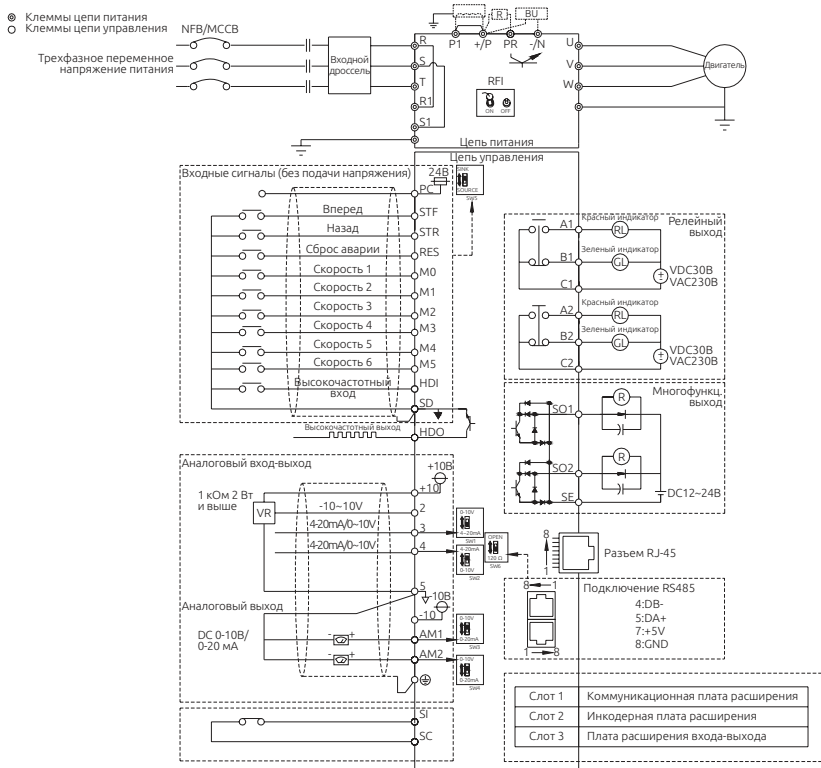 Клеммы цепи питания
Клеммы цепи управления
NFB/MCCB
Трехфазное переменное
напряжение питания
Входной
дроссель
R
S
T
R1
S1
P1
+/P
PR
-/N
R
BU
RFI
ON
OFF
U
V
W
Двигатель
Цепь питания
Цепь управления
Входные сигналы (без подачи напряжения)
24В
PC
SINK
SOURCE
SW5
Вперед
STF
Назад
STR
Сброс аварии
RES
Скорость 1
M0
Скорость 2
M1
Скорость 3
M2
Скорость 4
M3
Скорость 5
M4
Скорость 6
M5
Высокочастотный
вход
HDI
SD
Высокочастотный выход
HDO
Релейный
выход
A1
Красный индикатор
RL
B1
Зеленый индикатор
GL
C1
VDC30В
VAC230В
A2
Красный индикатор
RL
B2
Зеленый индикатор
GL
C2
VDC30В
VAC230В
Многофункц.
выход
SO1
R
SO2
R
SE
DC12~24В
Аналоговый вход-выход
+10В
+10
1 кОм 2 Вт
и выше
VR
-10~10V
2
4-20mA/0~10V
3
4-20mA/0~10V
4
0-10V
4~20mA
SW1
4~20mA
0-10V
SW2
OPEN
120 Ω
SW6
5
-10В
-10
Аналоговый выход
DC 0-10В/
0-20 мА
- +
AM1
0-10V
0-20mA
SW3
- +
AM2
0-10V
0-20mA
SW4
8
1
Разъем RJ-45
Подключение RS485
8 1
1 8
4:DB-
5:DA+
7:+5V
8:GND
SI
SC
Слот 1 Коммуникационная плата расширения
Слот 2 Инкодерная плата расширения
Слот 3 Плата расширения входа-выхода